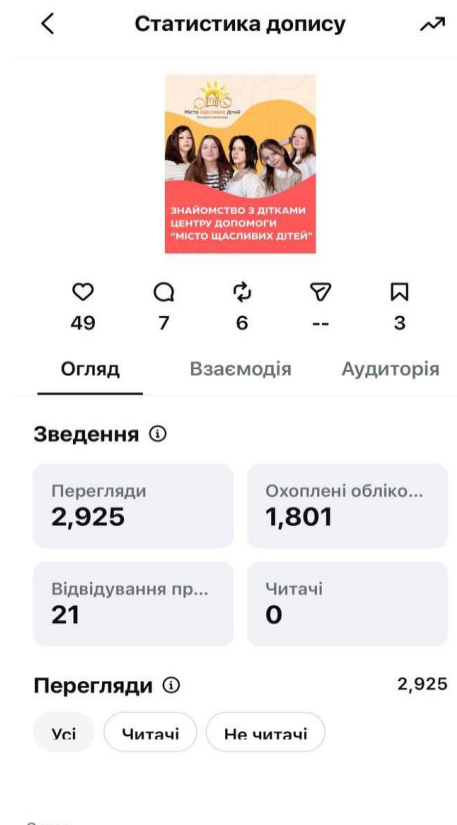 Статистика допису
Місто Щасливих Дітей
ЗНАЙОМСТВО З ДІТКАМИ
ЦЕНТРУ ДОПОМОГИ
"МІСТО ЩАСЛИВИХ ДІТЕЙ"
49 7 6 -- 3
Огляд Взаємодія Аудиторія
Зведення
Перегляди Охоплені обліко...
2,925 1,801
Відвідування пр... Читачі
21 0
Перегляди 2,925
Усі Читачі Не читачі